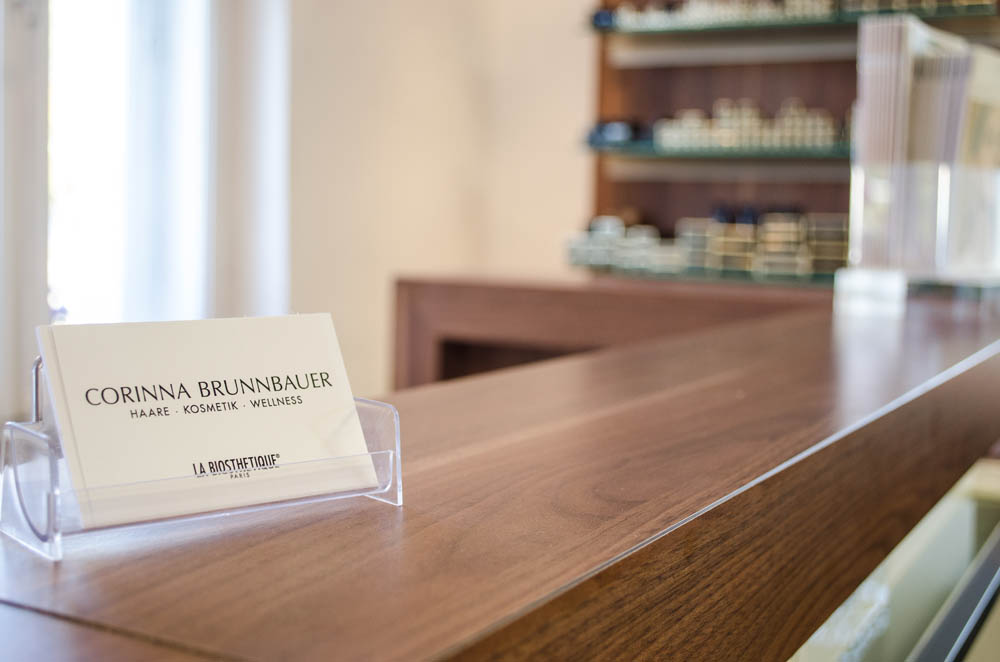 CORINNA BRUNNBAUER
HAARE · KOSMETIK · WELLNESS
LA BIOSTHETIQUE®
PARIS